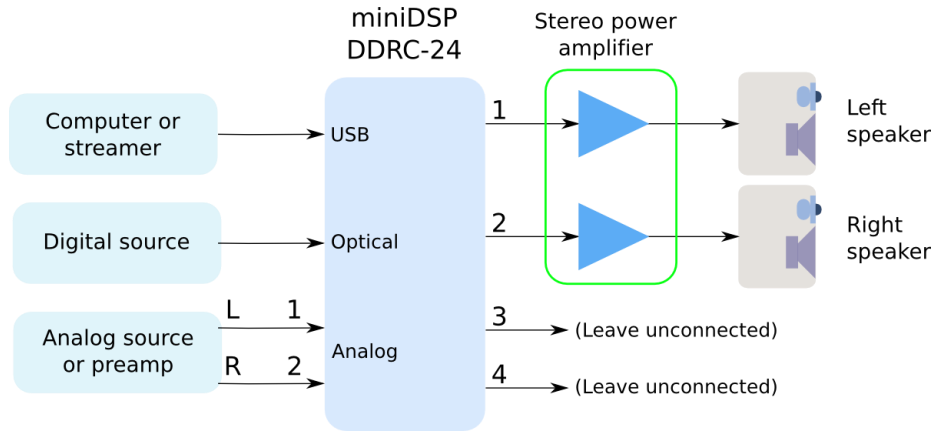 miniDSP
DDRC-24
Stereo power
amplifier
Computer or
streamer
USB
1
Left
speaker
Digital source
Optical
2
Right
speaker
Analog source
or preamp
L 1
R 2
Analog
3
(Leave unconnected)
4
(Leave unconnected)